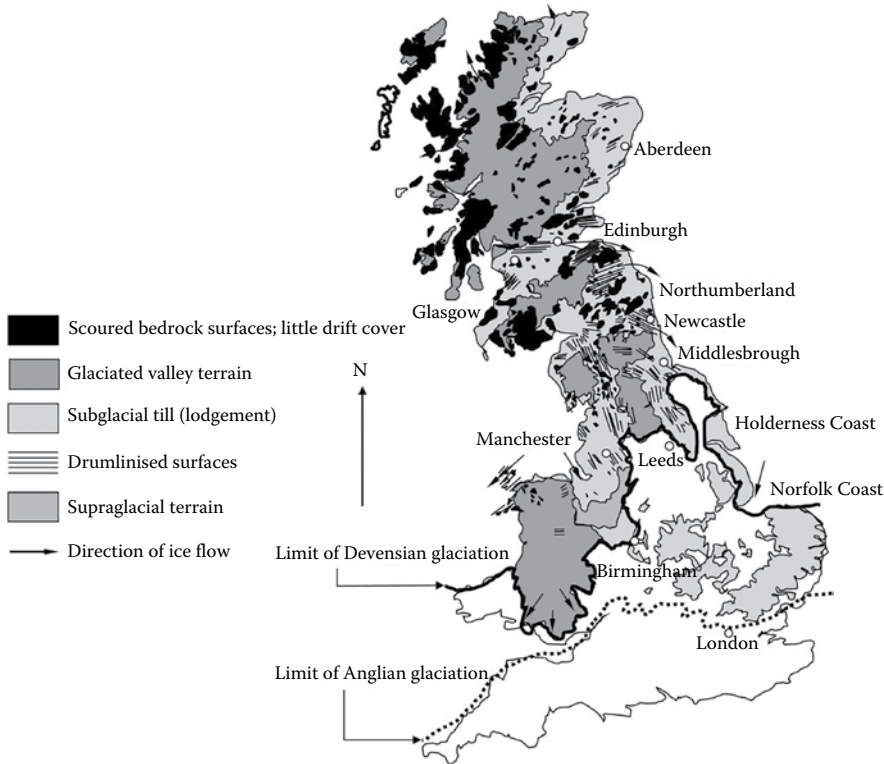 Aberdeen
Edinburgh
Northumberland
Glasgow
Newcastle
Scoured bedrock surfaces; little drift cover
Middlesbrough
Glaciated valley terrain
N
Subglacial till (lodgement)
Holderness Coast
Manchester
Leeds
Drumlinised surfaces
Norfolk Coast
Supraglacial terrain
Direction of ice flow
Limit of Devensian glaciation
Birmingham
London
Limit of Anglian glaciation